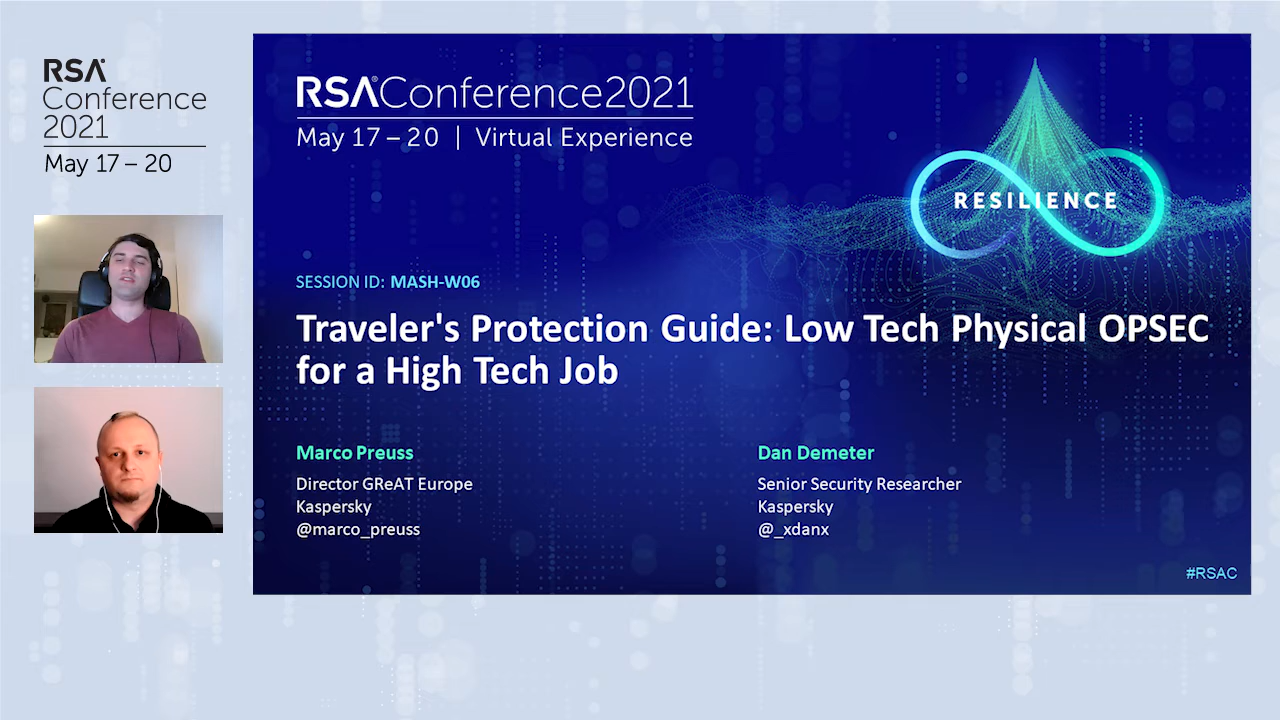 RSA
Conference
2021
May 17 – 20
RSA®Conference2021
May 17 – 20 | Virtual Experience
RESILIENCE
SESSION ID: MASH-W06
Traveler's Protection Guide: Low Tech Physical OPSEC
for a High Tech Job
Marco Preuss
Director GReAT Europe
Kaspersky
@marco_preuss
Dan Demeter
Senior Security Researcher
Kaspersky
@_xdanx
#RSAC